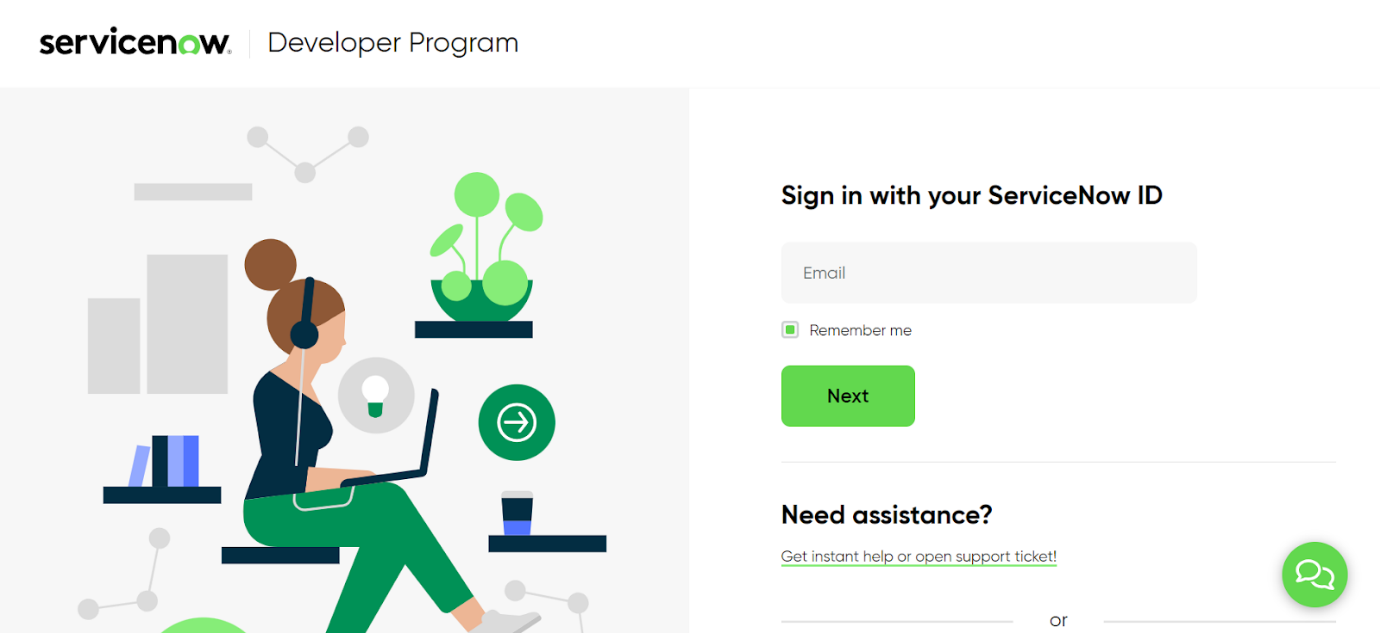 servicenow® Developer Program
Sign in with your ServiceNow ID
Email
Remember me
Next
Need assistance?
Get instant help or open support ticket!
or